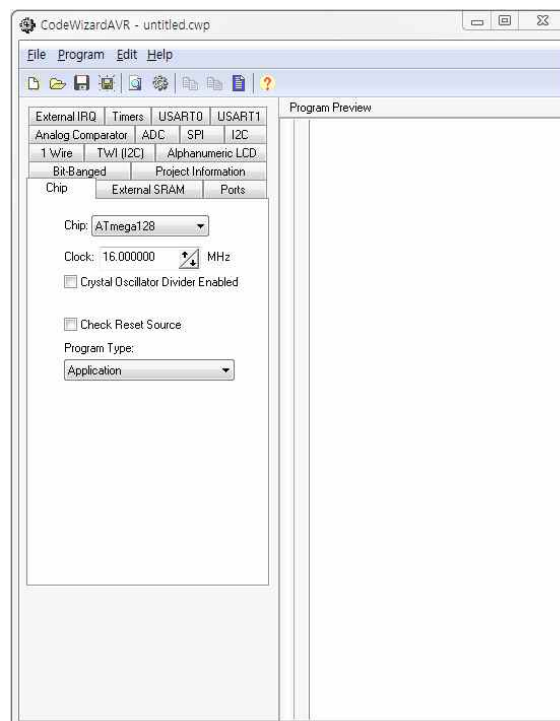 CodeWizardAVR - untitled.cwp
File Program Edit Help
Program Preview
External IRQ Timers USART0 USART1
Analog Comparator ADC SPI I2C
1 Wire TWI (I2C) Alphanumeric LCD
Bit-Banged Project Information
Chip External SRAM Ports
Chip: ATmega128
Clock: 16.000000 MHz
Crystal Oscillator Divider Enabled
Check Reset Source
Program Type:
Application